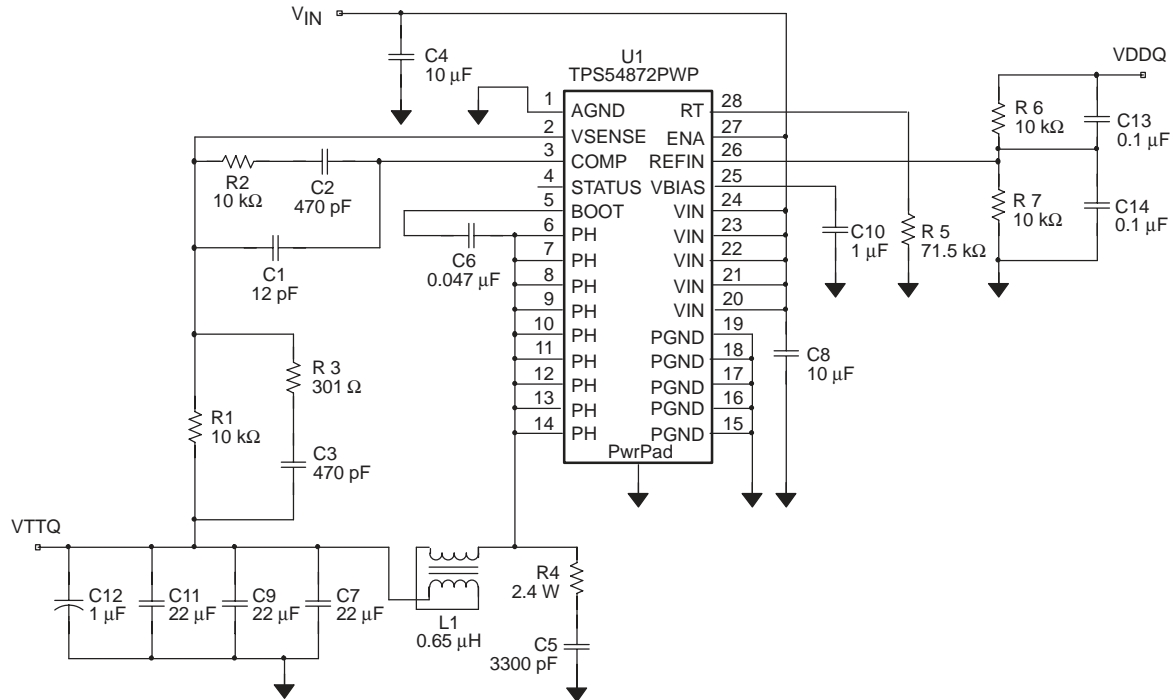 VIN
C4
10 μF
U1
TPS54872PWP
VDDQ
1 AGND RT 28
2 VSENSE ENA 27
3 COMP REFIN 26
4 STATUS VBIAS 25
5 BOOT VIN 24
6 PH VIN 23
7 PH VIN 22
8 PH VIN 21
9 PH VIN 20
10 PH PGND 19
11 PH PGND 18
12 PH PGND 17
13 PH PGND 16
14 PH PGND 15
PwrPad
R 6
10 kΩ
C13
0.1 μF
R2
10 kΩ
C2
470 pF
R 7
10 kΩ
C14
0.1 μF
C10
1 μF
R 5
71.5 kΩ
C6
0.047 μF
C1
12 pF
C8
10 μF
R 3
301 Ω
R1
10 kΩ
C3
470 pF
VTTQ
C12
1 μF
C11
22 μF
C9
22 μF
C7
22 μF
L1
0.65 μH
R4
2.4 W
C5
3300 pF